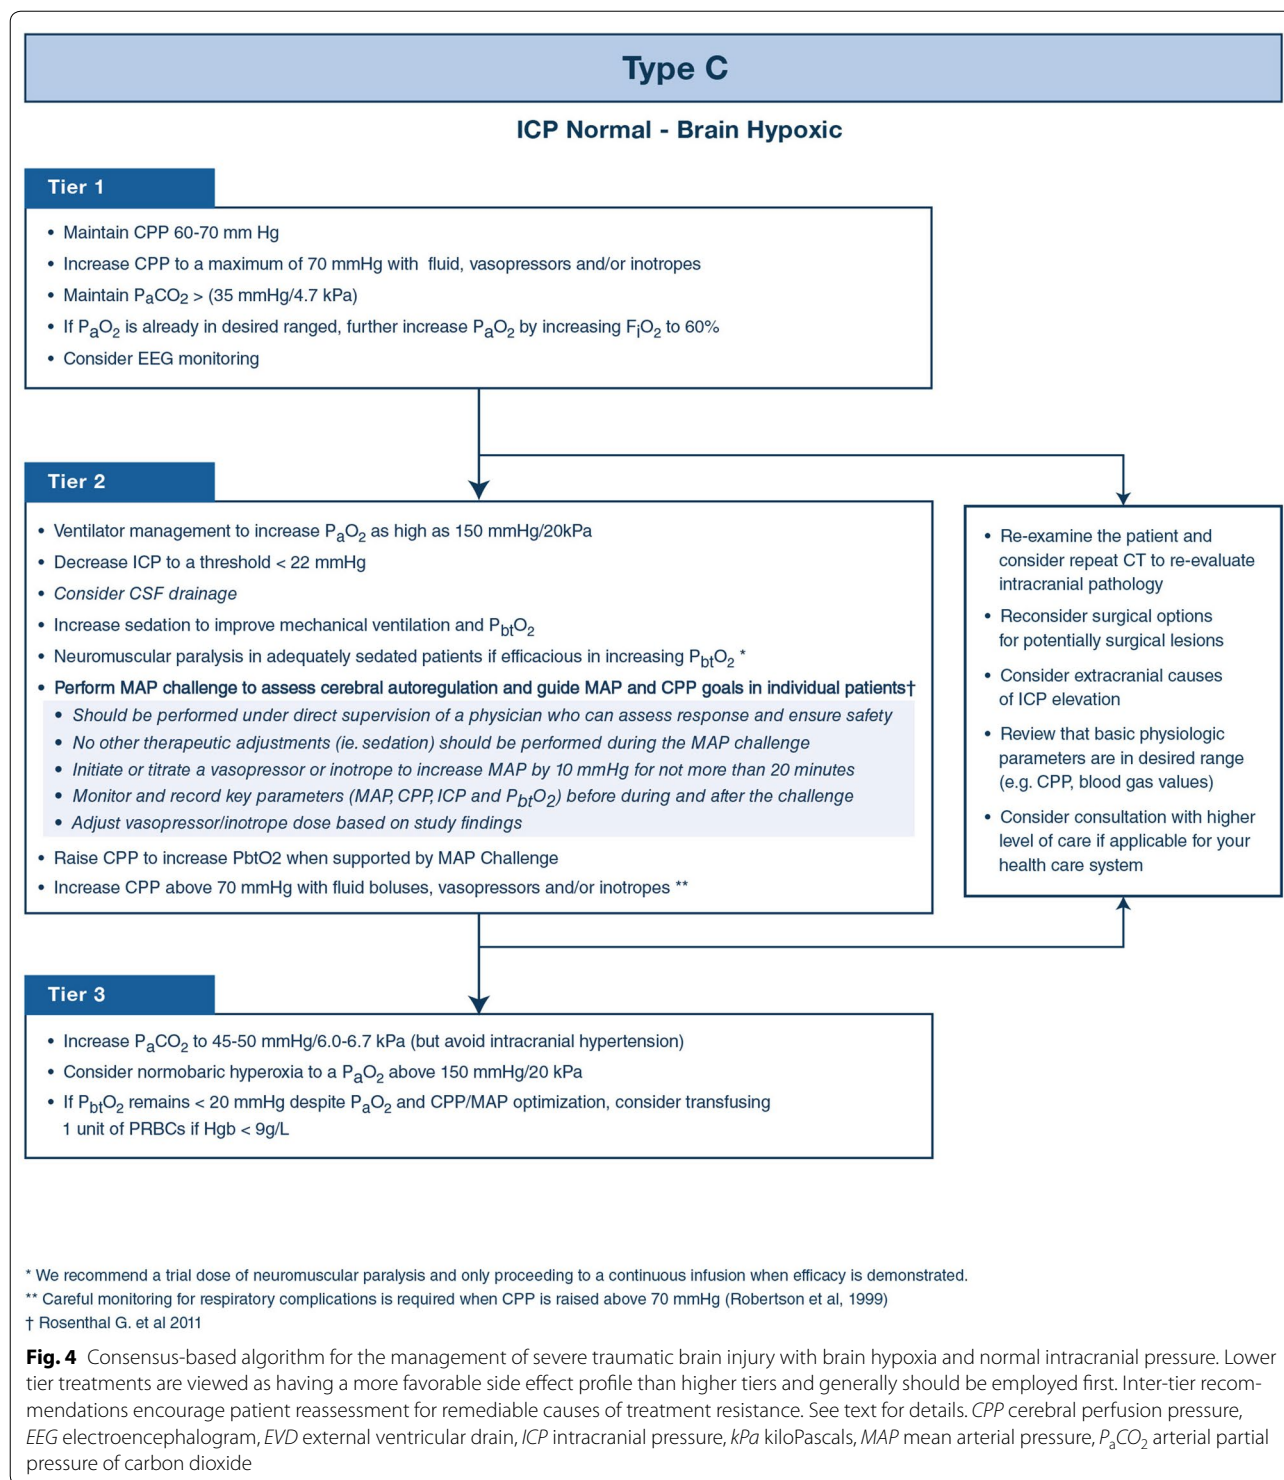 Type C
ICP Normal - Brain Hypoxic
Tier 1
• Maintain CPP 60-70 mm Hg
• Increase CPP to a maximum of 70 mmHg with fluid, vasopressors and/or inotropes
• Maintain PaCO2 > (35 mmHg/4.7 kPa)
• If PaO2 is already in desired ranged, further increase PaO2 by increasing FiO2 to 60%
• Consider EEG monitoring
Tier 2
• Ventilator management to increase PaO2 as high as 150 mmHg/20kPa
• Decrease ICP to a threshold < 22 mmHg
• Consider CSF drainage
• Increase sedation to improve mechanical ventilation and PbtO2
• Neuromuscular paralysis in adequately sedated patients if efficacious in increasing PbtO2 *
• Perform MAP challenge to assess cerebral autoregulation and guide MAP and CPP goals in individual patients†
• Should be performed under direct supervision of a physician who can assess response and ensure safety
• No other therapeutic adjustments (ie. sedation) should be performed during the MAP challenge
• Initiate or titrate a vasopressor or inotrope to increase MAP by 10 mmHg for not more than 20 minutes
• Monitor and record key parameters (MAP, CPP, ICP and PbtO2) before during and after the challenge
• Adjust vasopressor/inotrope dose based on study findings
• Raise CPP to increase PbtO2 when supported by MAP Challenge
• Increase CPP above 70 mmHg with fluid boluses, vasopressors and/or inotropes **
• Re-examine the patient and
consider repeat CT to re-evaluate
intracranial pathology
• Reconsider surgical options
for potentially surgical lesions
• Consider extracranial causes
of ICP elevation
• Review that basic physiologic
parameters are in desired range
(e.g. CPP, blood gas values)
• Consider consultation with higher
level of care if applicable for your
health care system
Tier 3
• Increase PaCO2 to 45-50 mmHg/6.0-6.7 kPa (but avoid intracranial hypertension)
• Consider normobaric hyperoxia to a PaO2 above 150 mmHg/20 kPa
• If PbtO2 remains < 20 mmHg despite PaO2 and CPP/MAP optimization, consider transfusing
1 unit of PRBCs if Hgb < 9g/L
* We recommend a trial dose of neuromuscular paralysis and only proceeding to a continuous infusion when efficacy is demonstrated.
** Careful monitoring for respiratory complications is required when CPP is raised above 70 mmHg (Robertson et al, 1999)
† Rosenthal G. et al 2011
Fig. 4 Consensus-based algorithm for the management of severe traumatic brain injury with brain hypoxia and normal intracranial pressure. Lower
tier treatments are viewed as having a more favorable side effect profile than higher tiers and generally should be employed first. Inter-tier recom-
mendations encourage patient reassessment for remediable causes of treatment resistance. See text for details. CPP cerebral perfusion pressure,
EEG electroencephalogram, EVD external ventricular drain, ICP intracranial pressure, kPa kiloPascals, MAP mean arterial pressure, PaCO2 arterial partial
pressure of carbon dioxide